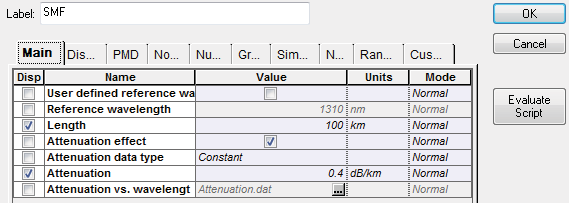 Label: SMF
OK
Cancel
Evaluate
Script
Main Dis... PMD No... Nu... Gr... Sim... N... Ran... Cus...
Disp Name Value Units Mode
User defined reference wa Normal
Reference wavelength 1310 nm Normal
Length 100 km Normal
Attenuation effect Normal
Attenuation data type Constant Normal
Attenuation 0.4 dB/km Normal
Attenuation vs. wavelengt Attenuation.dat ... Normal